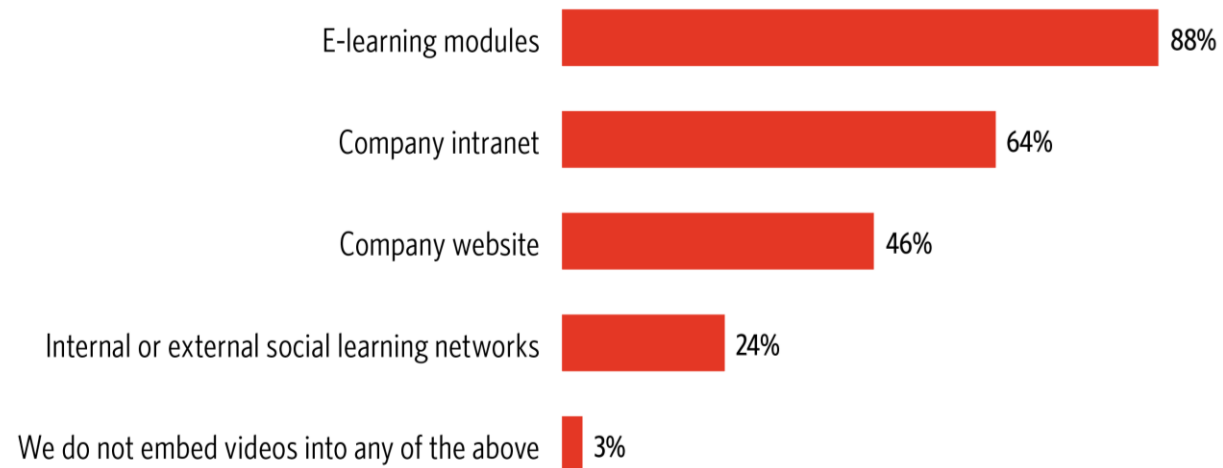 E-learning modules 88%
Company intranet 64%
Company website 46%
Internal or external social learning networks 24%
We do not embed videos into any of the above 3%